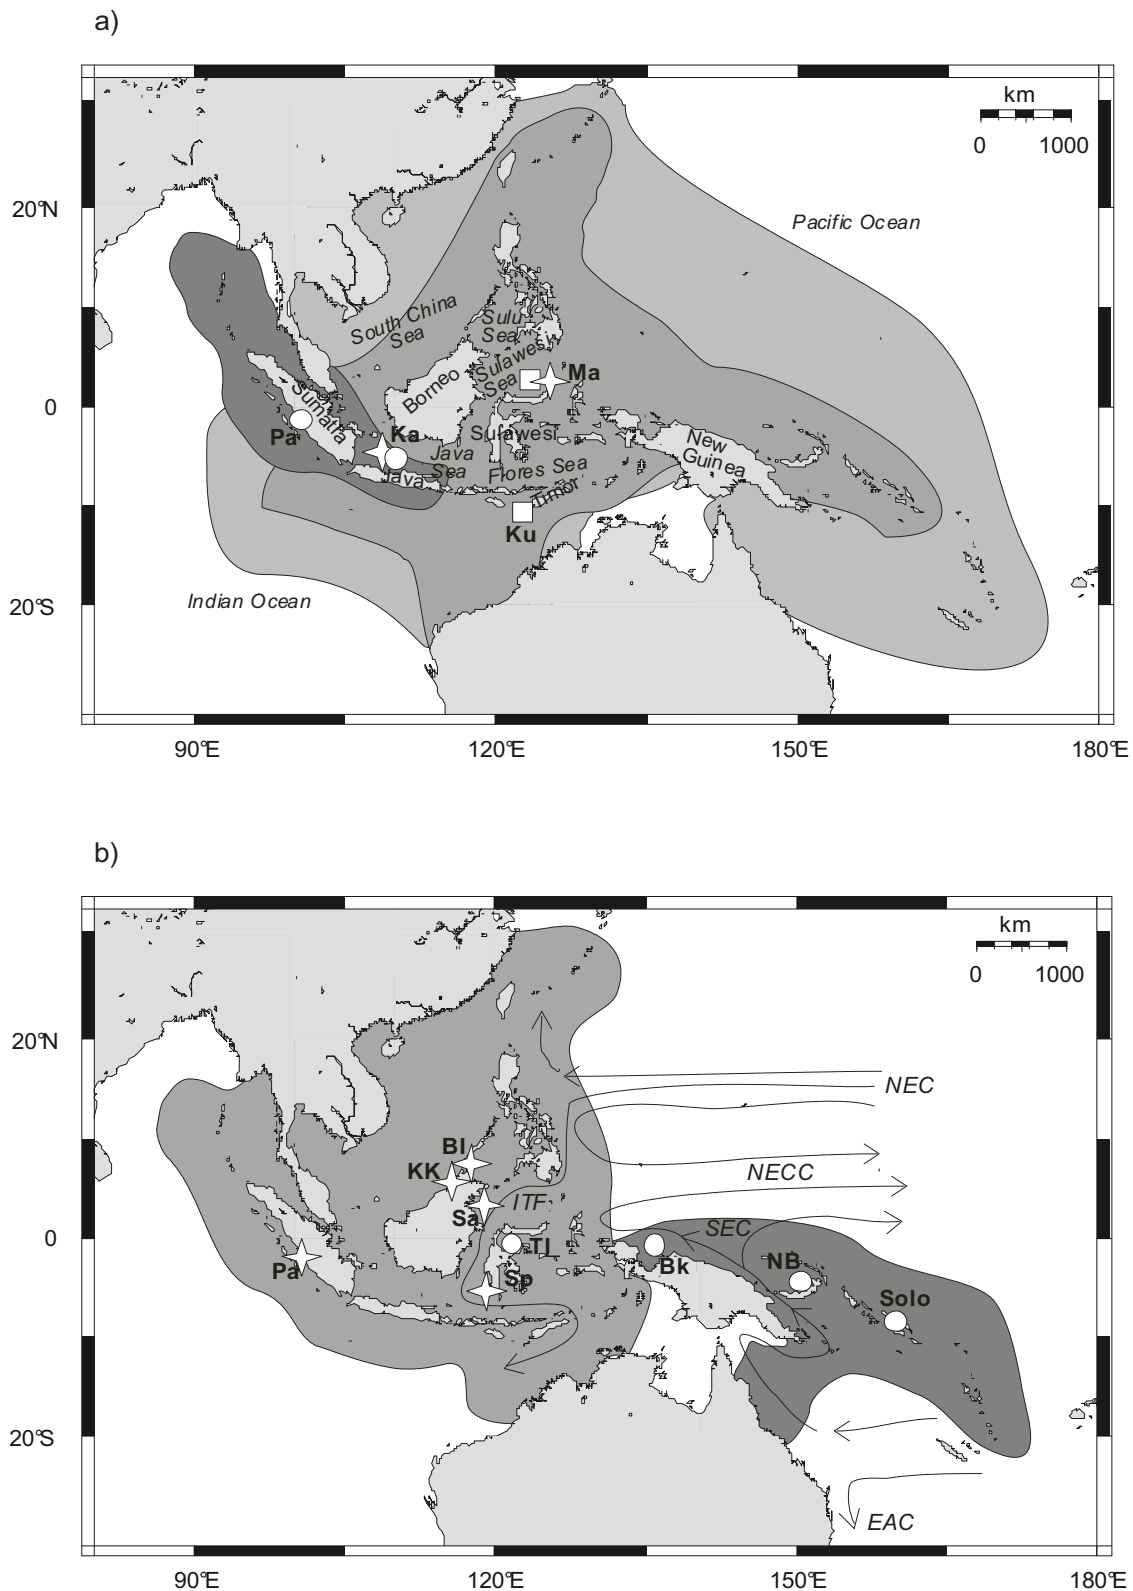 a)
km
0 1000
20°N
Pacific Ocean
South China
Sea
Sulu
Sea
Sulawesi
Sea
Borneo
Ma
0
Sumatra
Pa
Ka
Sulawesi
New
Guinea
Java
Sea
Flores Sea
Java
Timor
Ku
Indian Ocean
20°S
90°E 120°E 150°E 180°E
b)
km
0 1000
20°N
NEC
Bl
KK
NECC
ITF
Sa
SEC
0
Tl
Pa
Bk
NB
Sp
Solo
20°S
EAC
90°E 120°E 150°E 180°E